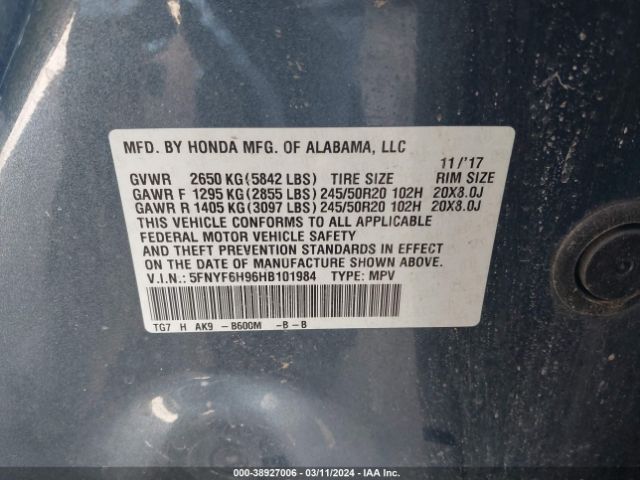 MFD. BY HONDA MFG. OF ALABAMA, LLC
11/'17
GVWR 2650 KG(5842 LBS) TIRE SIZE RIM SIZE
GAWR F 1295 KG(2855 LBS)245/50R20 102H 20X8.0J
GAWR R 1405 KG(3097 LBS)245/50R20 102H 20X8.0J
THIS VEHICLE CONFORMS TO ALL APPLICABLE
FEDERAL MOTOR VEHICLE SAFETY
AND THEFT PREVENTION STANDARDS IN EFFECT
ON THE DATE OF MANUFACTURE SHOWN ABOVE.
V.I.N.: 5FNYF6H96HB101984 TYPE: MPV
TG7 H AK9 -B600M -B-B
000-38927006 / 03/11/2024 / IAA Inc.